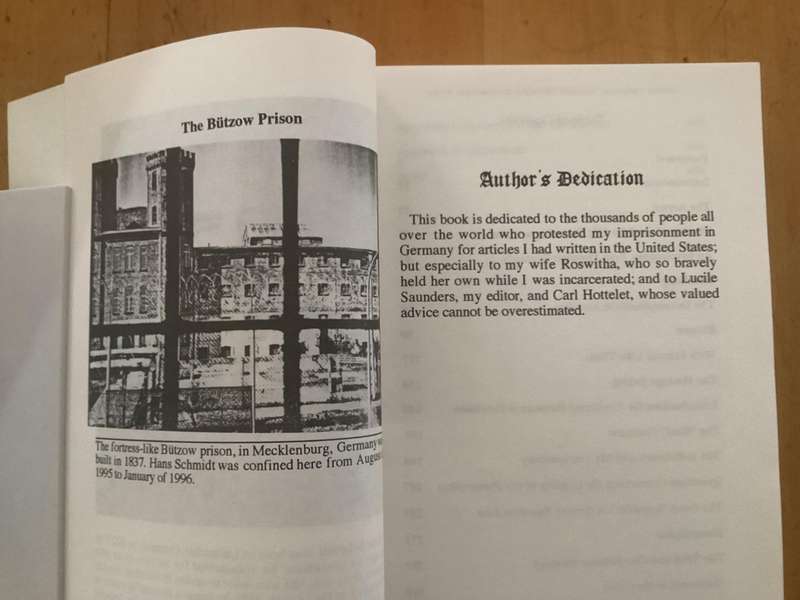 The Bützow Prison
The fortress-like Bützow prison, in Mecklenburg, Germany
built in 1837. Hans Schmidt was confined here from August
1995 to January of 1996.
Author's Dedication
This book is dedicated to the thousands of people all
over the world who protested my imprisonment in
Germany for articles I had written in the United States;
but especially to my wife Roswitha, who so bravely
held her own while I was incarcerated; and to Lucile
Saunders, my editor, and Carl Hottelet, whose valued
advice cannot be overestimated.